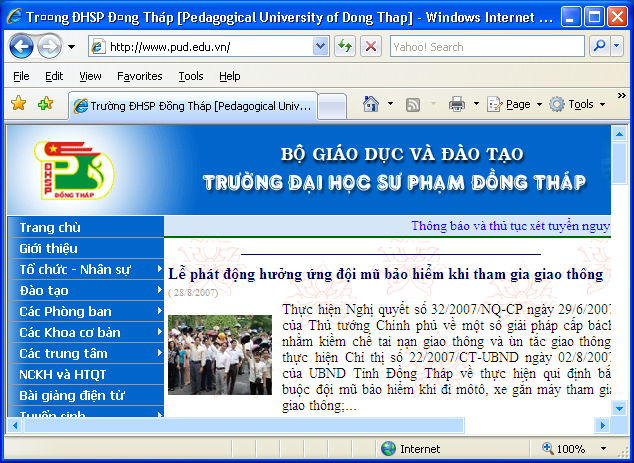 Tr¤¤ng ĐHSP Đ¤ng Tháp [Pedagogical University of Dong Thap] - Windows Internet ...
http://www.pud.edu.vn/
Yahoo! Search
File Edit View Favorites Tools Help
Trường ĐHSP Đồng Tháp [Pedagogical Univ...
Page Tools
ĐHSP
ĐỒNG THÁP
BỘ GIÁO DỤC VÀ ĐÀO TẠO
TRƯỜNG ĐẠI HỌC SƯ PHẠM ĐỒNG THÁP
Thông báo và thủ tục xét tuyển nguy
Trang chủ
Giới thiệu
Tổ chức - Nhân sự
Đào tạo
Các Phòng ban
Các Khoa cơ bản
Các trung tâm
NCKH và HTQT
Bài giảng điện tử
Tuyển sinh
Lễ phát động hưởng ứng đội mũ bảo hiểm khi tham gia giao thông
( 28/8/2007)
Thực hiện Nghị quyết số 32/2007/NQ-CP ngày 29/6/2007
của Thủ tướng Chính phủ về một số giải pháp cấp bách
nhằm kiềm chế tai nạn giao thông và ùn tắc giao thông
thực hiện Chỉ thị số 22/2007/CT-UBND ngày 02/8/2007
của UBND Tỉnh Đồng Tháp về thực hiện qui định bắ
buộc đội mũ bảo hiểm khi đi môtô, xe gắn máy tham gia
giao thông;...
Internet
100%